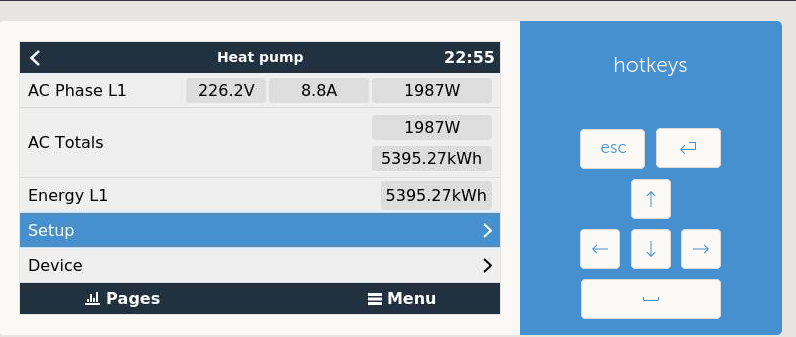 Heat pump 22:55
AC Phase L1 226.2V 8.8A 1987W
AC Totals 1987W
5395.27kWh
Energy L1 5395.27kWh
Setup
Device
Pages Menu
hotkeys
esc